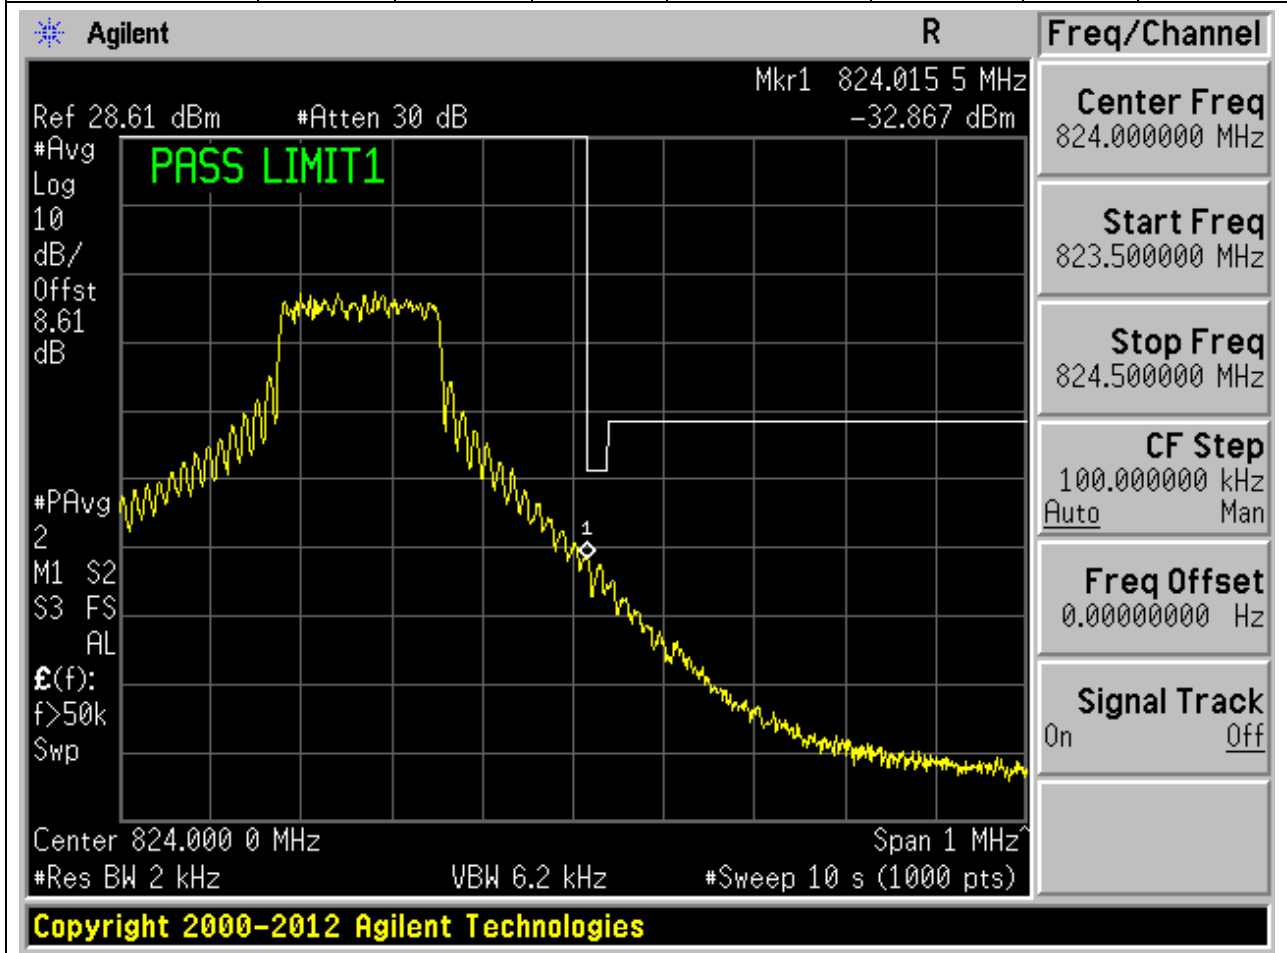 Agilent R Freq/Channel
Mkr1 824.015 5 MHz
Ref 28.61 dBm #Atten 30 dB -32.867 dBm
#Avg
Log
10
dB/
Offst
8.61
dB
#PAvg
2
M1 S2
S3 FS
AL
£(f):
f>50k
Swp
PASS LIMIT1
1
Center 824.000 0 MHz Span 1 MHz^
#Res BW 2 kHz VBW 6.2 kHz #Sweep 10 s (1000 pts)
Center Freq
824.000000 MHz
Start Freq
823.500000 MHz
Stop Freq
824.500000 MHz
CF Step
100.000000 kHz
Auto Man
Freq Offset
0.00000000 Hz
Signal Track
On Off
Copyright 2000-2012 Agilent Technologies